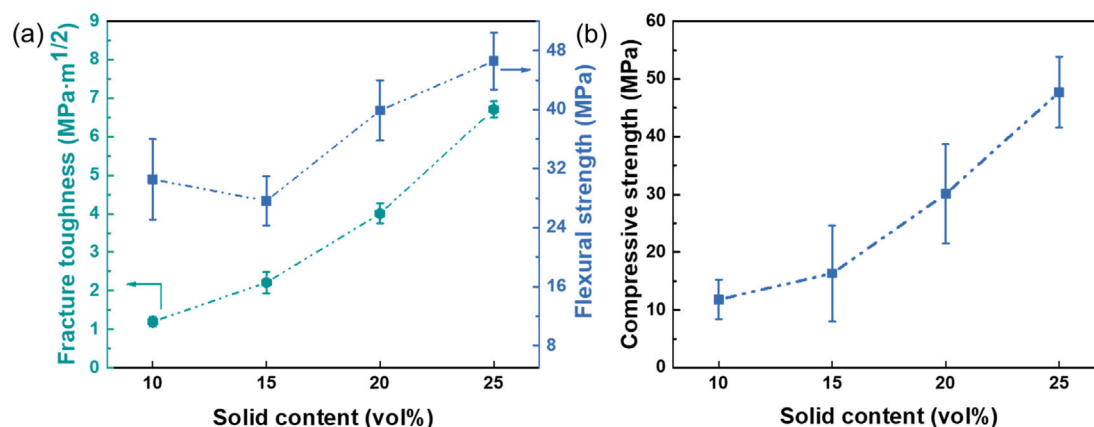 (a)
Fracture toughness (MPa·m1/2)
9
8
7
6
5
4
3
2
1
0
10 15 20 25
Solid content (vol%)
48
40
32
24
16
8
Flexural strength (MPa)
(b)
Compressive strength (MPa)
60
50
40
30
20
10
0
10 15 20 25
Solid content (vol%)